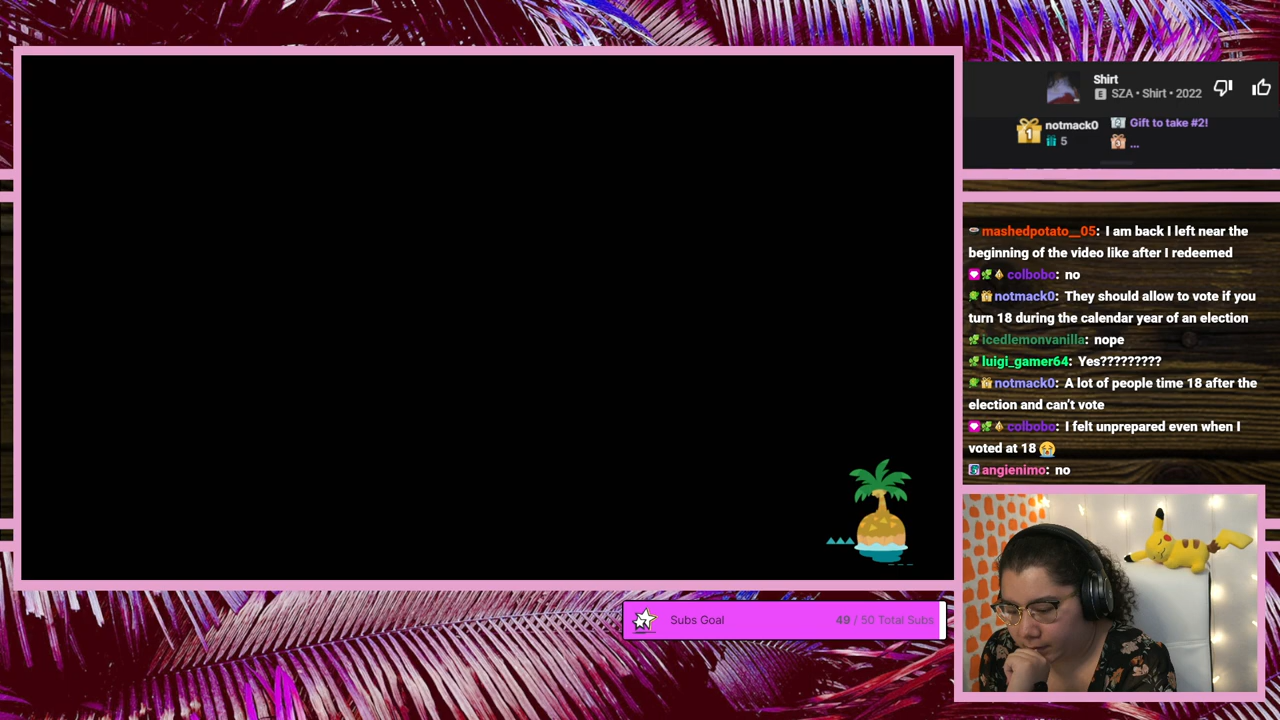 Shirt
E SZA • Shirt • 2022
1 notmack0
5
Gift to take #2!
...
mashedpotato__05: I am back I left near the
beginning of the video like after I redeemed
colbobo: no
notmack0: They should allow to vote if you
turn 18 during the calendar year of an election
icedlemonvanilla: nope
luigi_gamer64: Yes?????????
notmack0: A lot of people time 18 after the
election and can't vote
colbobo: I felt unprepared even when I
voted at 18 😭
angienimo: no
Subs Goal 49 / 50 Total Subs